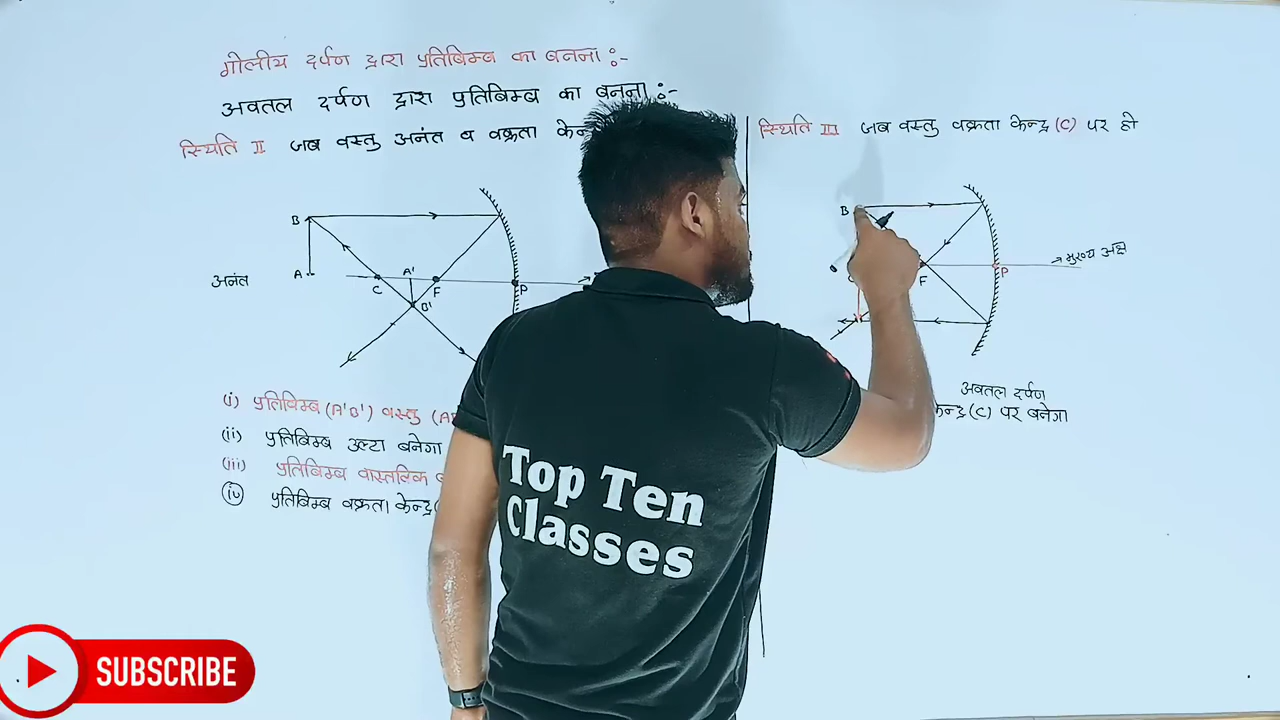 गोलीय दर्पण द्वारा प्रतिबिम्ब का बनना :-
अवतल दर्पण द्वारा प्रतिबिम्ब का बनना :-
स्थिति II जब वस्तु अनंत व वक्रता
B
A
अनंत
C
A'
F
B'
P
(i) प्रतिबिम्ब (A'B') वस्तु
(ii) प्रतिबिम्ब उल्टा बनेगा
(iii) प्रतिबिम्ब वास्तविक
(iv) प्रतिबिम्ब वक्रता केन्द्र
स्थिति III जब वस्तु वक्रता केन्द्र (C) पर हो
B
F
P
→ मुख्य अक्ष
अवतल दर्पण
(C) पर बनेगा
Top Ten
Classes
SUBSCRIBE